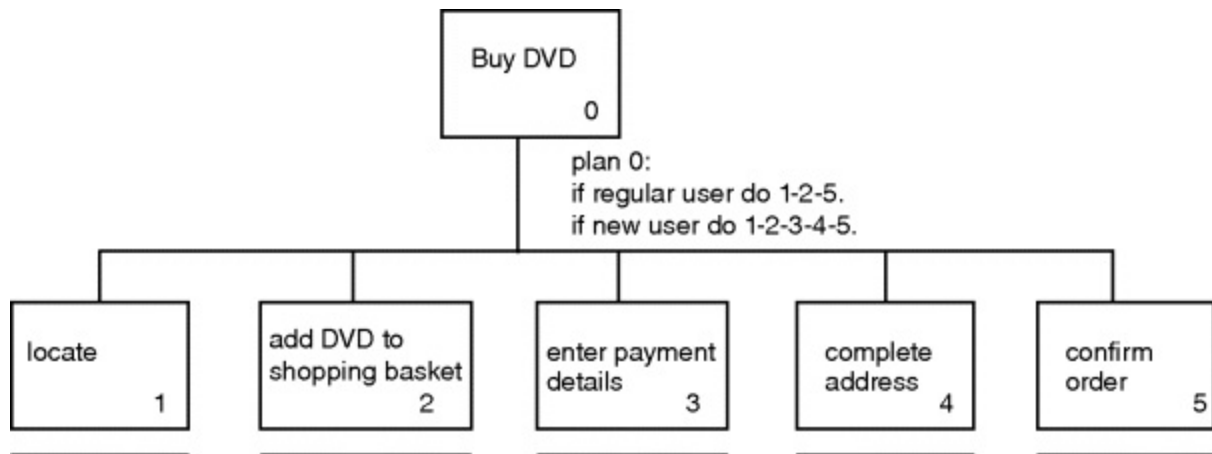 Buy DVD
0
plan 0:
if regular user do 1-2-5.
if new user do 1-2-3-4-5.
locate
1
add DVD to
shopping basket
2
enter payment
details
3
complete
address
4
confirm
order
5